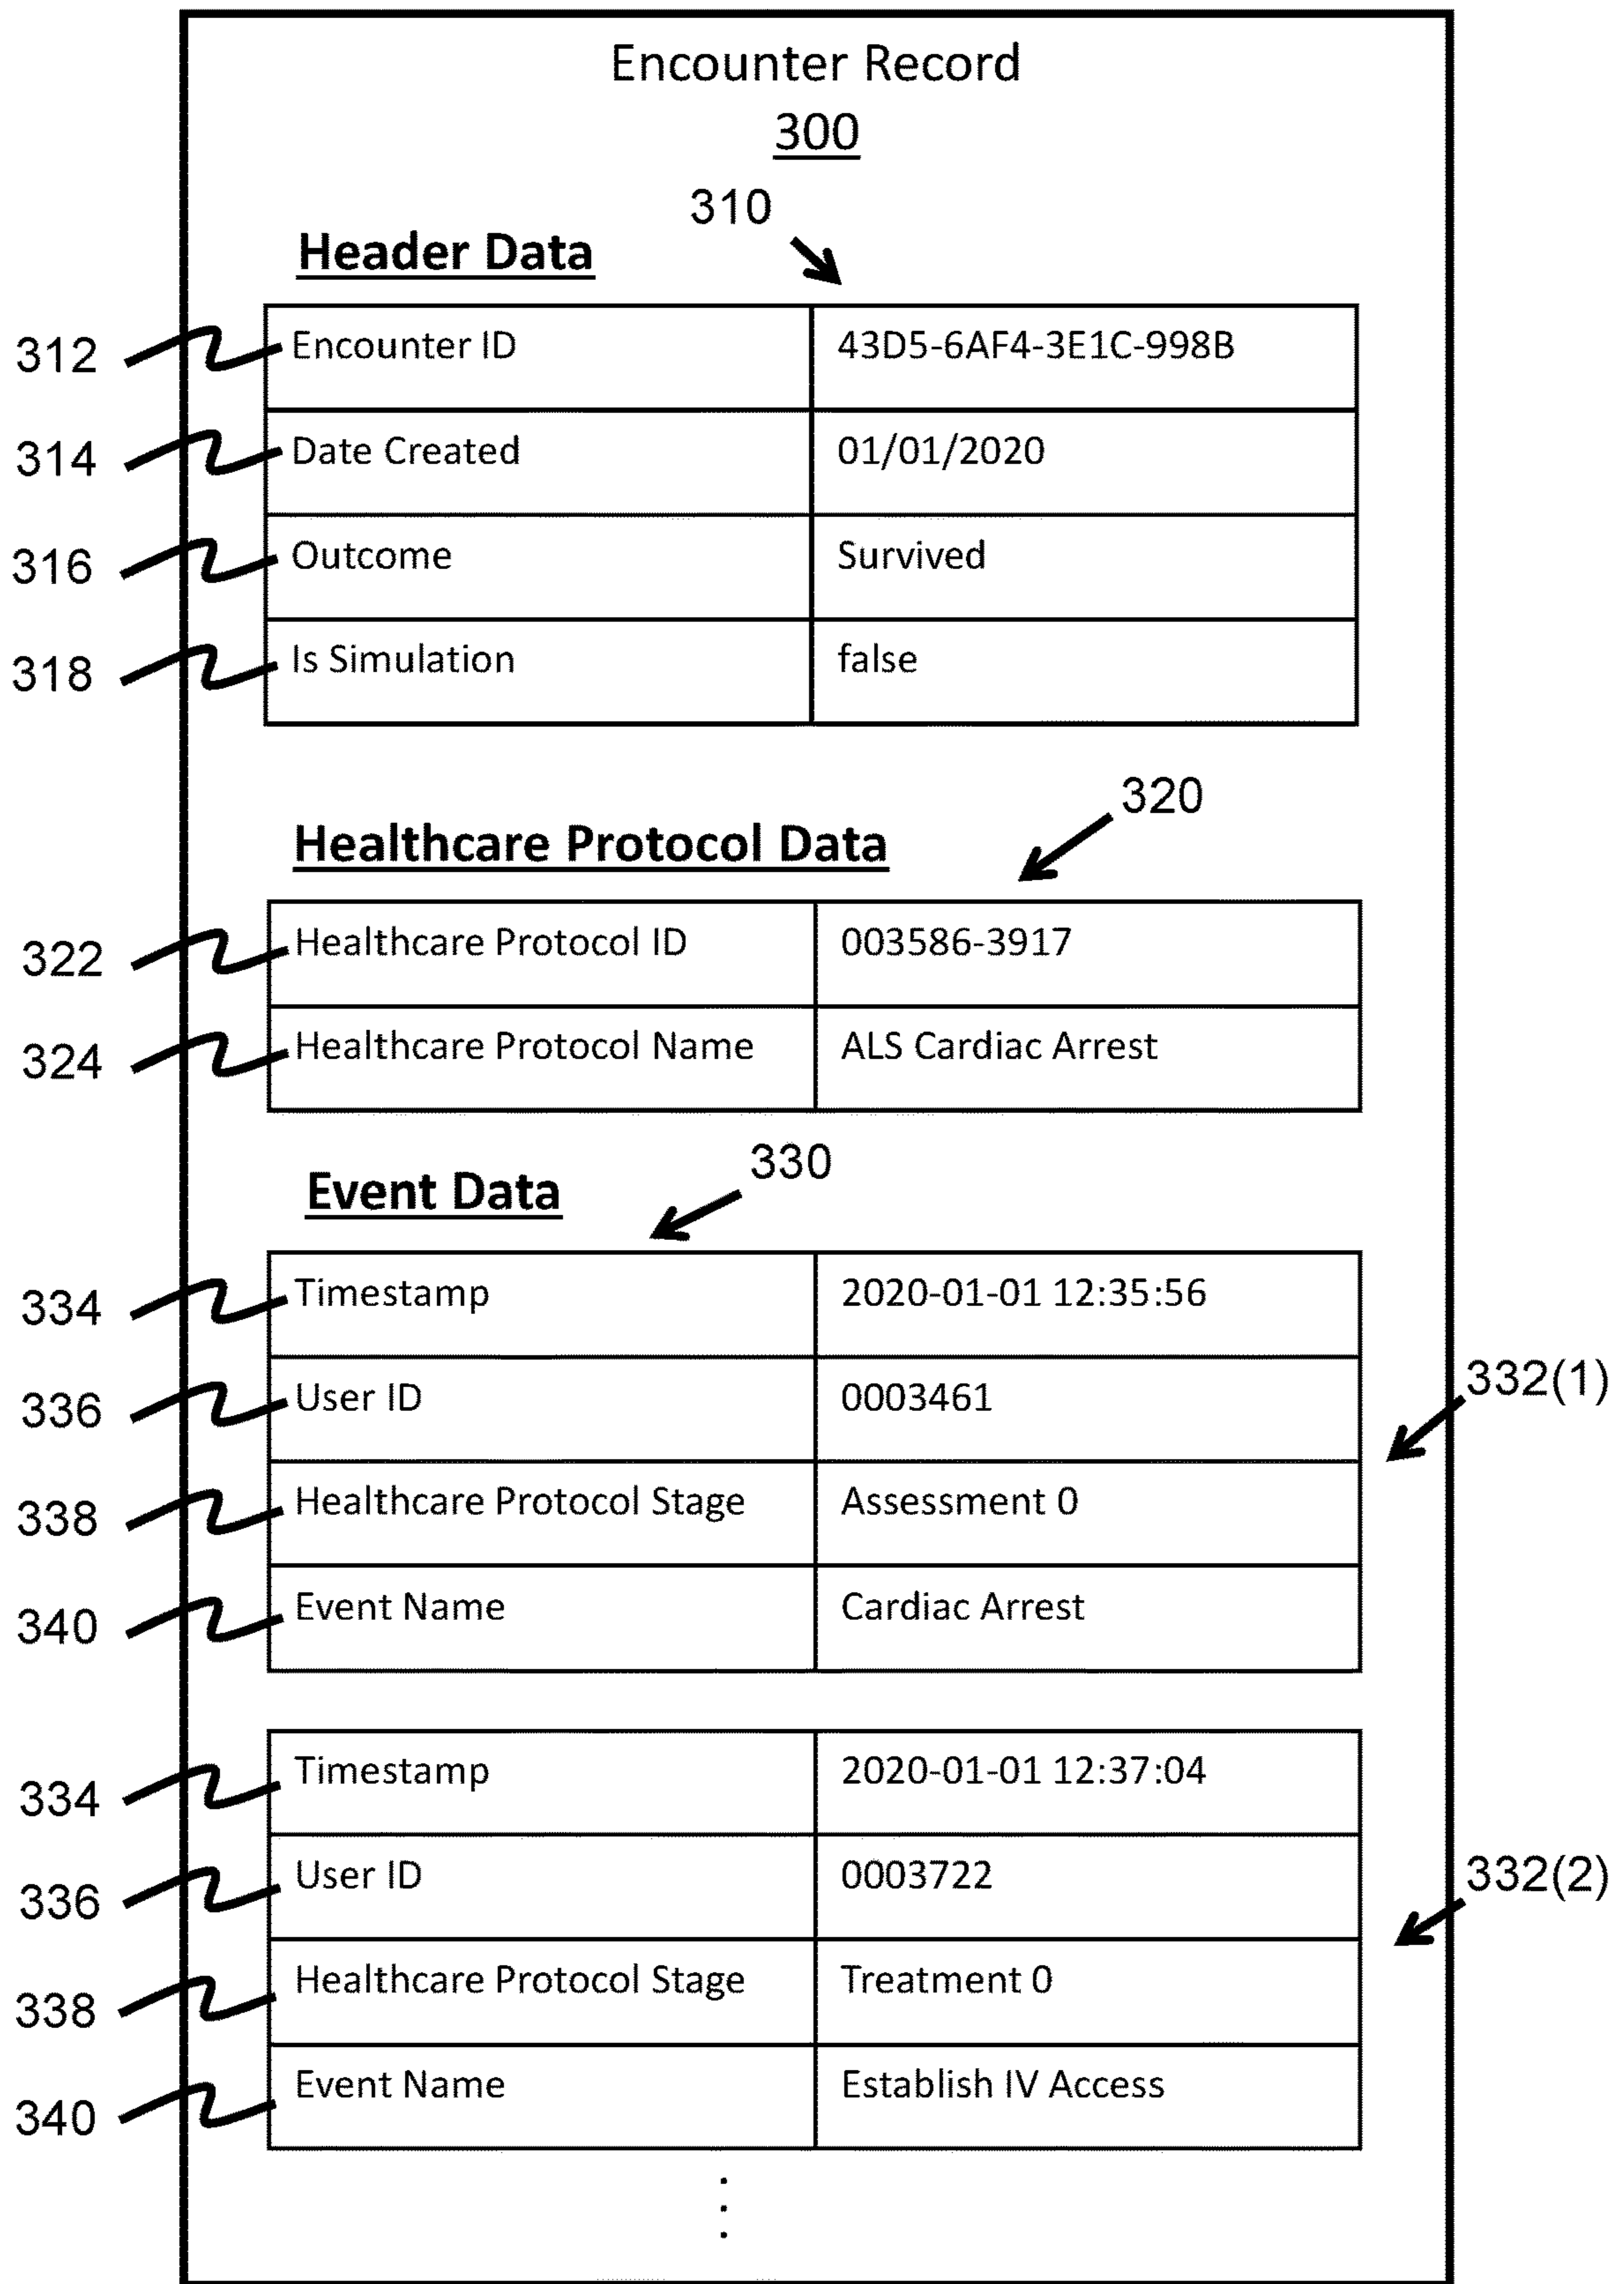 Encounter Record
300
310
Header Data
312 Encounter ID 43D5-6AF4-3E1C-998B
314 Date Created 01/01/2020
316 Outcome Survived
318 Is Simulation false
320
Healthcare Protocol Data
322 Healthcare Protocol ID 003586-3917
324 Healthcare Protocol Name ALS Cardiac Arrest
330
Event Data
334 Timestamp 2020-01-01 12:35:56
332(1)
336 User ID 0003461
338 Healthcare Protocol Stage Assessment 0
340 Event Name Cardiac Arrest
334 Timestamp 2020-01-01 12:37:04
336 User ID 0003722 332(2)
338 Healthcare Protocol Stage Treatment 0
340 Event Name Establish IV Access